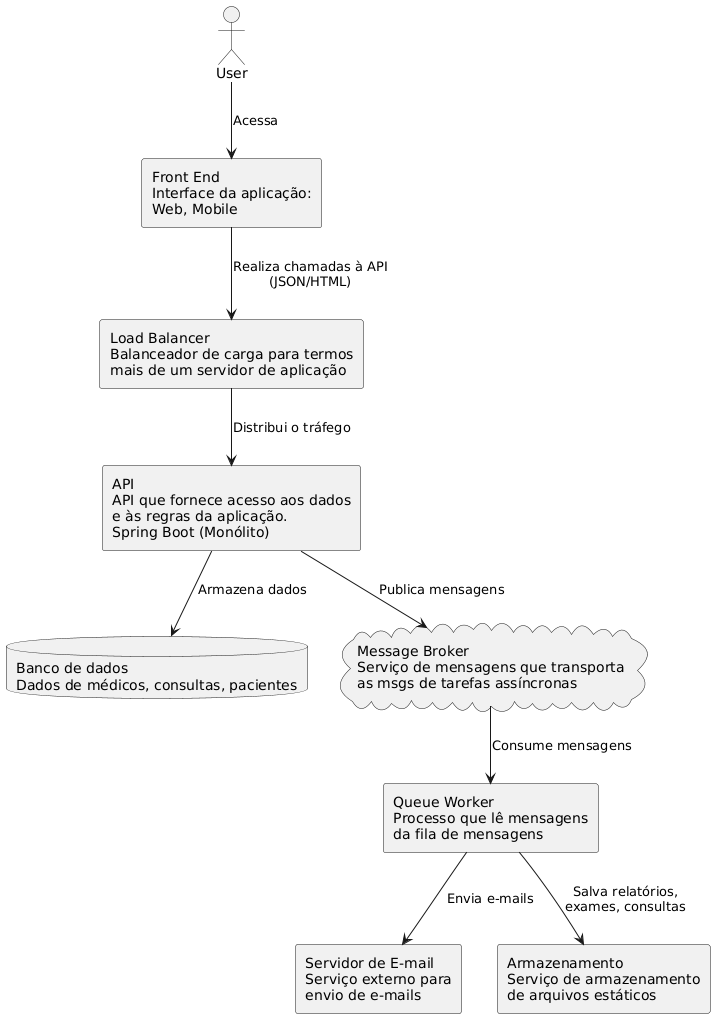 User
Acessa
Front End
Interface da aplicação:
Web, Mobile
Realiza chamadas à API
(JSON/HTML)
Load Balancer
Balanceador de carga para termos
mais de um servidor de aplicação
Distribui o tráfego
API
API que fornece acesso aos dados
e às regras da aplicação.
Spring Boot (Monólito)
Armazena dados
Publica mensagens
Banco de dados
Dados de médicos, consultas, pacientes
Message Broker
Serviço de mensagens que transporta
as msgs de tarefas assíncronas
Consume mensagens
Queue Worker
Processo que lê mensagens
da fila de mensagens
Envia e-mails
Salva relatórios,
exames, consultas
Servidor de E-mail
Serviço externo para
envio de e-mails
Armazenamento
Serviço de armazenamento
de arquivos estáticos